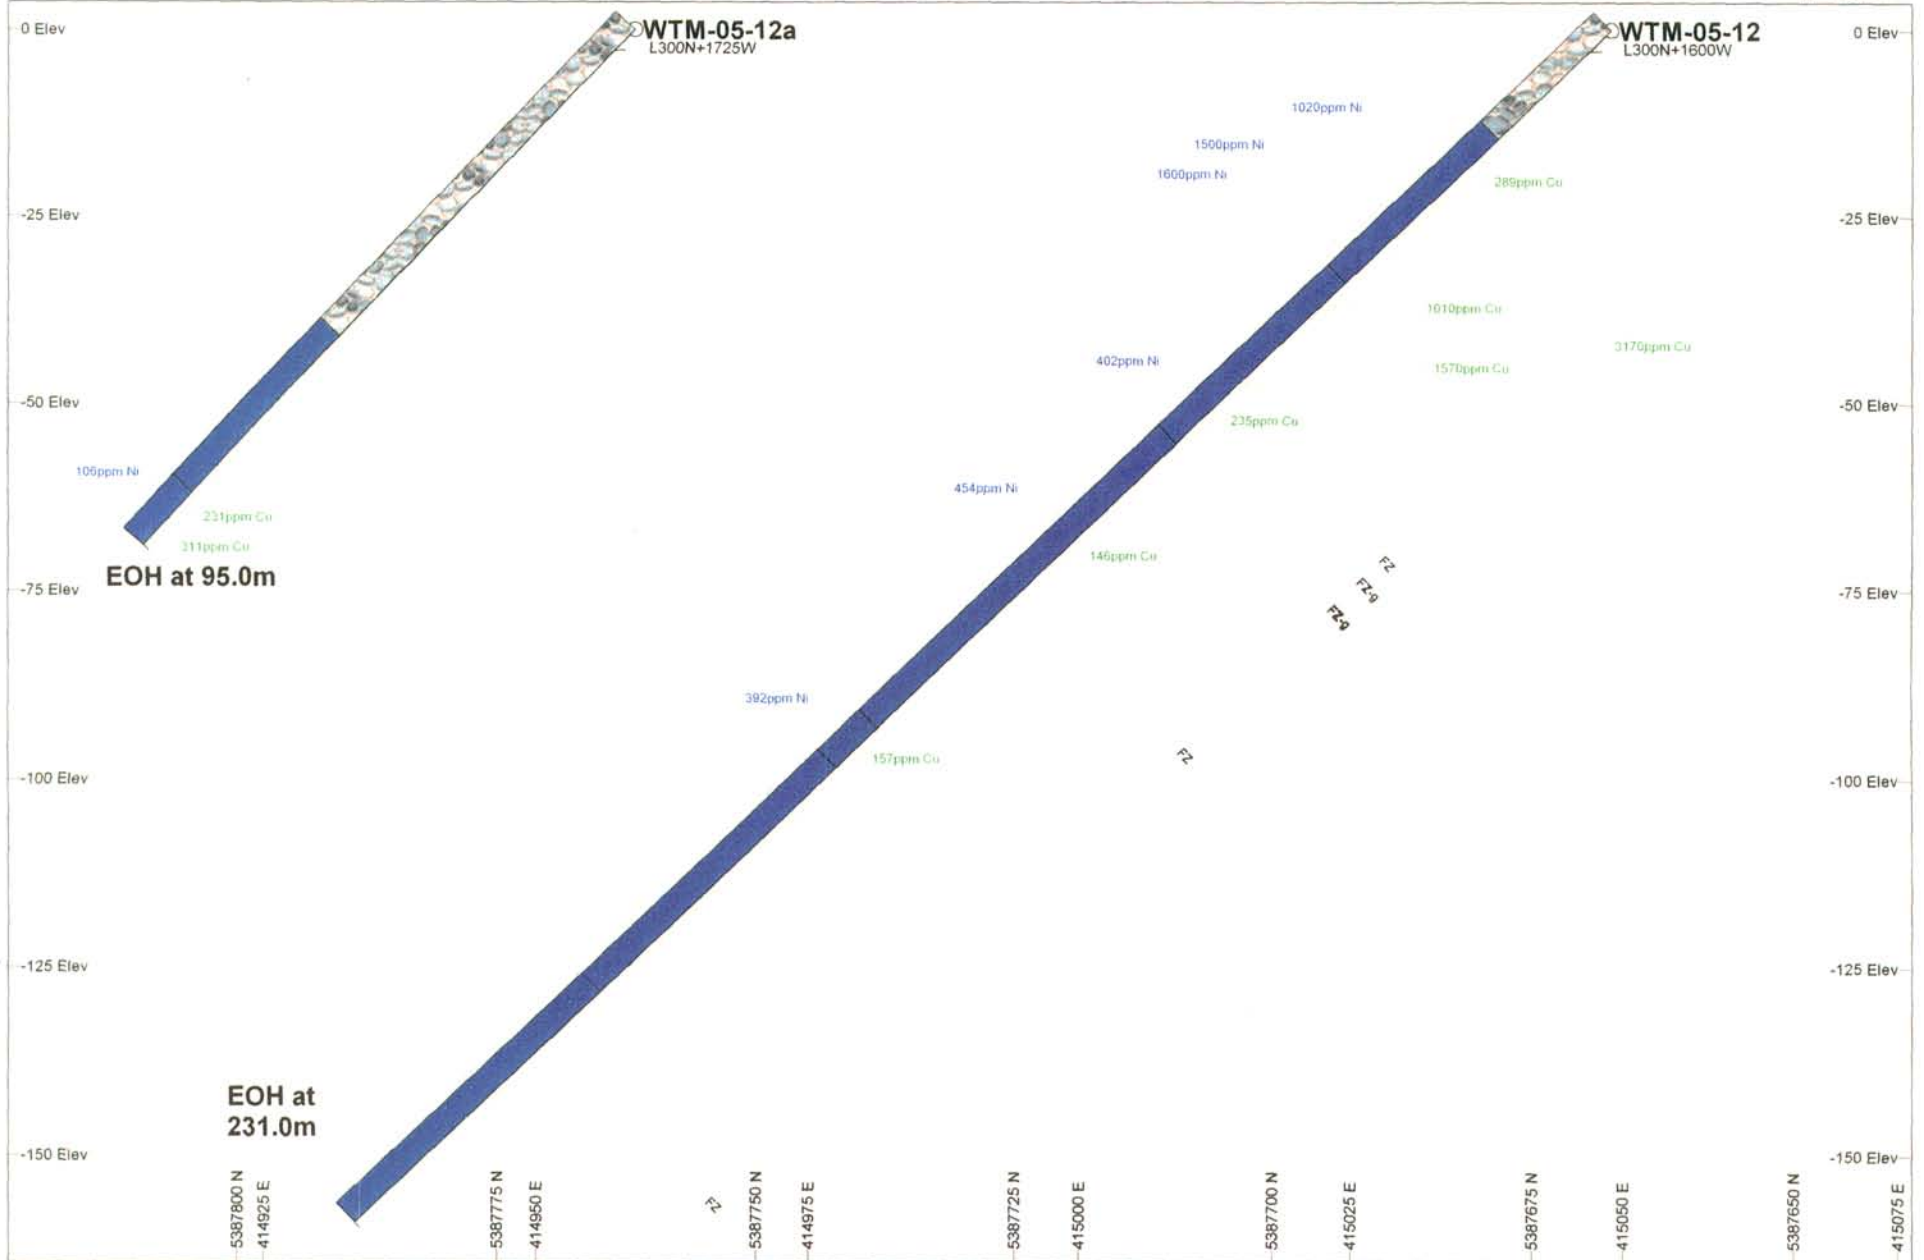 0 Elev
WTM-05-12a
L300N+1725W
WTM-05-12
L300N+1600W
0 Elev
1020ppm Ni
1500ppm Ni
1600ppm Ni
289ppm Cu
-25 Elev
-25 Elev
1010ppm Cu
3170ppm Cu
402ppm Ni
1570ppm Cu
-50 Elev
-50 Elev
235ppm Cu
106ppm Ni
454ppm Ni
231ppm Cu
311ppm Cu
146ppm Cu
EOH at 95.0m
FZ
FZ-g
FZ-g
-75 Elev
-75 Elev
392ppm Ni
157ppm Cu
FZ
-100 Elev
-100 Elev
-125 Elev
-125 Elev
EOH at
231.0m
-150 Elev
-150 Elev
FZ
5387800 N
414925 E
5387775 N
414950 E
5387750 N
414975 E
5387725 N
415000 E
5387700 N
415025 E
5387675 N
415050 E
5387650 N
415075 E